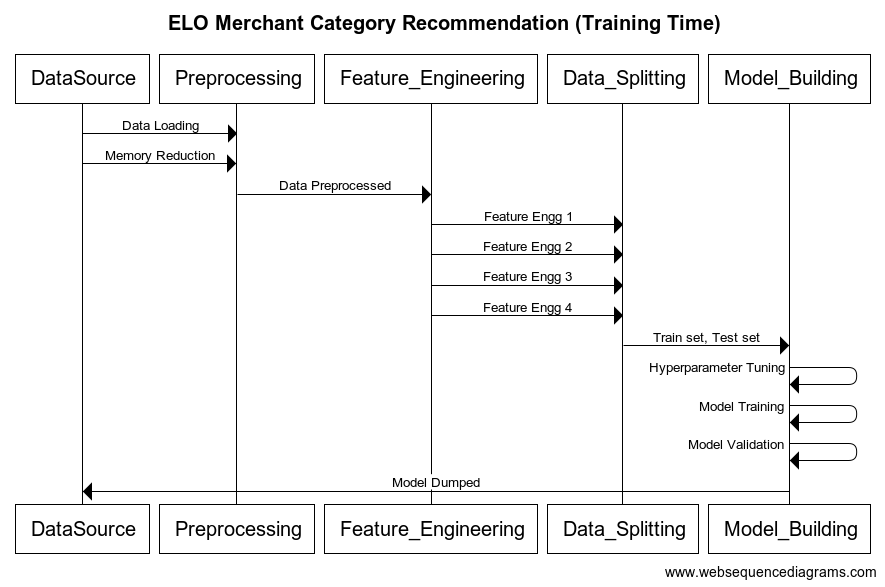 ELO Merchant Category Recommendation (Training Time)
DataSource
Preprocessing
Feature_Engineering
Data_Splitting
Model_Building
Data Loading
Memory Reduction
Data Preprocessed
Feature Engg 1
Feature Engg 2
Feature Engg 3
Feature Engg 4
Train set, Test set
Hyperparameter Tuning
Model Training
Model Validation
Model Dumped
DataSource
Preprocessing
Feature_Engineering
Data_Splitting
Model_Building
www.websequencediagrams.com